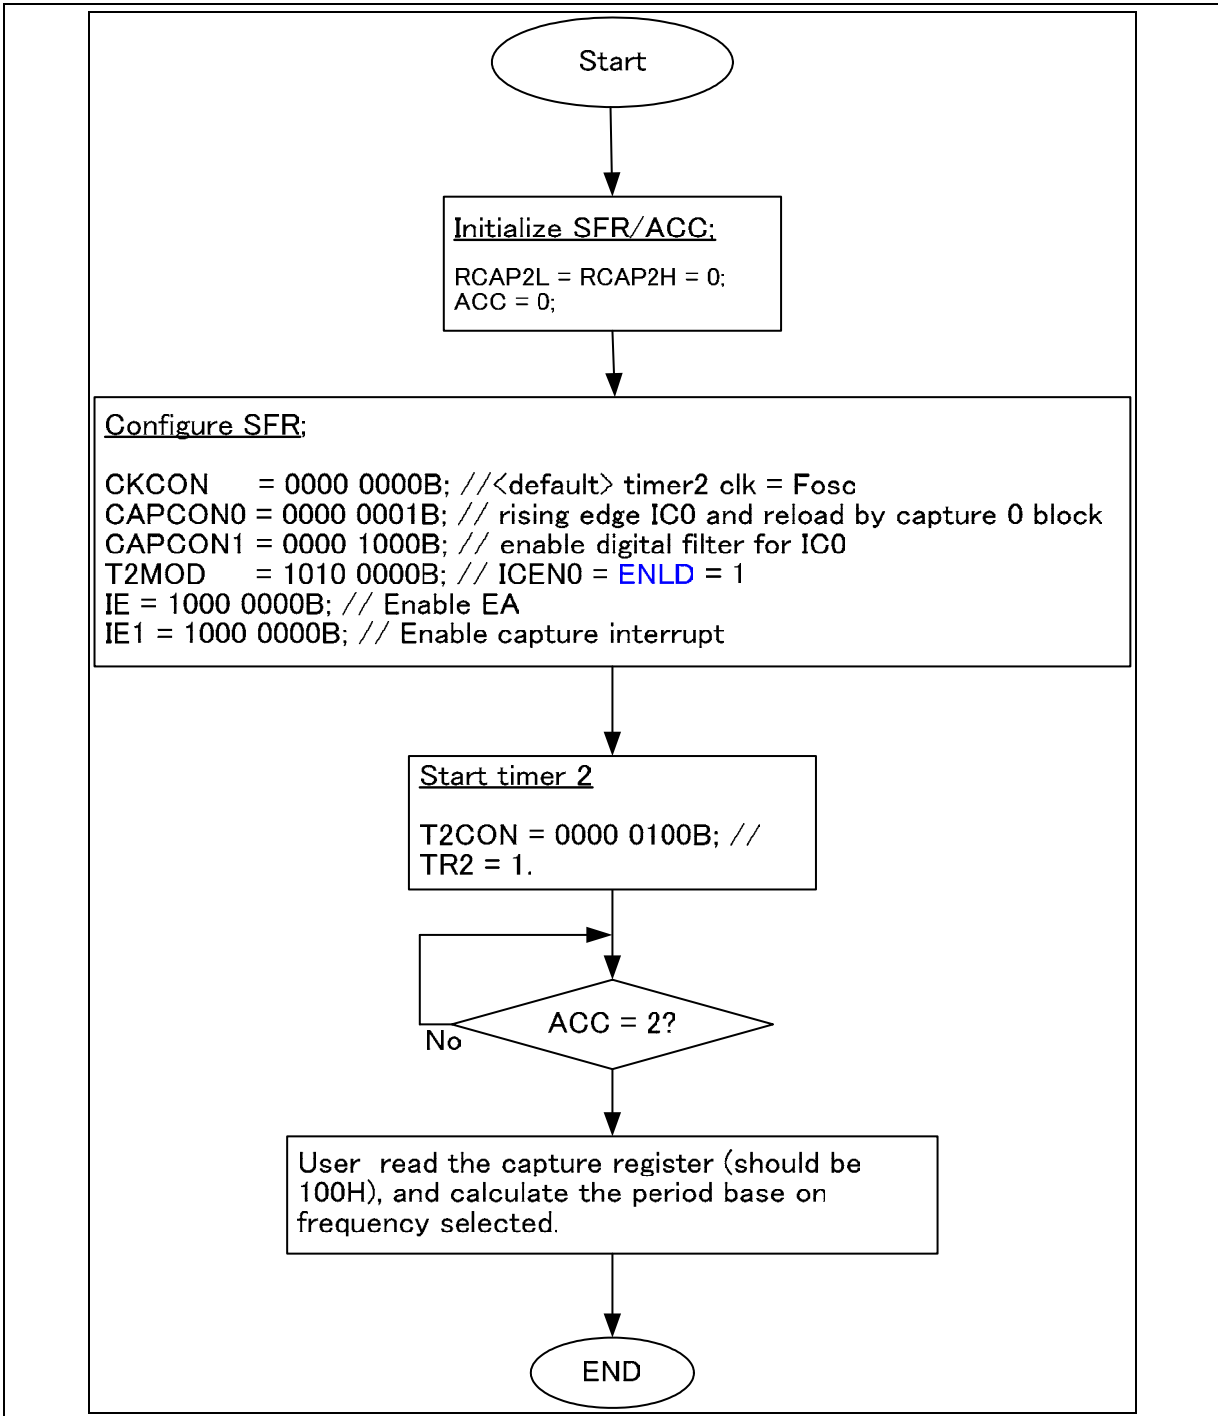 Start
Initialize SFR/ACC;
RCAP2L = RCAP2H = 0;
ACC = 0;
Configure SFR;
CKCON = 0000 0000B; //<default> timer2 clk = Fosc
CAPCON0 = 0000 0001B; // rising edge IC0 and reload by capture 0 block
CAPCON1 = 0000 1000B; // enable digital filter for IC0
T2MOD = 1010 0000B; // ICEN0 = ENLD = 1
IE = 1000 0000B; // Enable EA
IE1 = 1000 0000B; // Enable capture interrupt
Start timer 2
T2CON = 0000 0100B; //
TR2 = 1.
ACC = 2?
No
User read the capture register (should be
100H), and calculate the period base on
frequency selected.
END